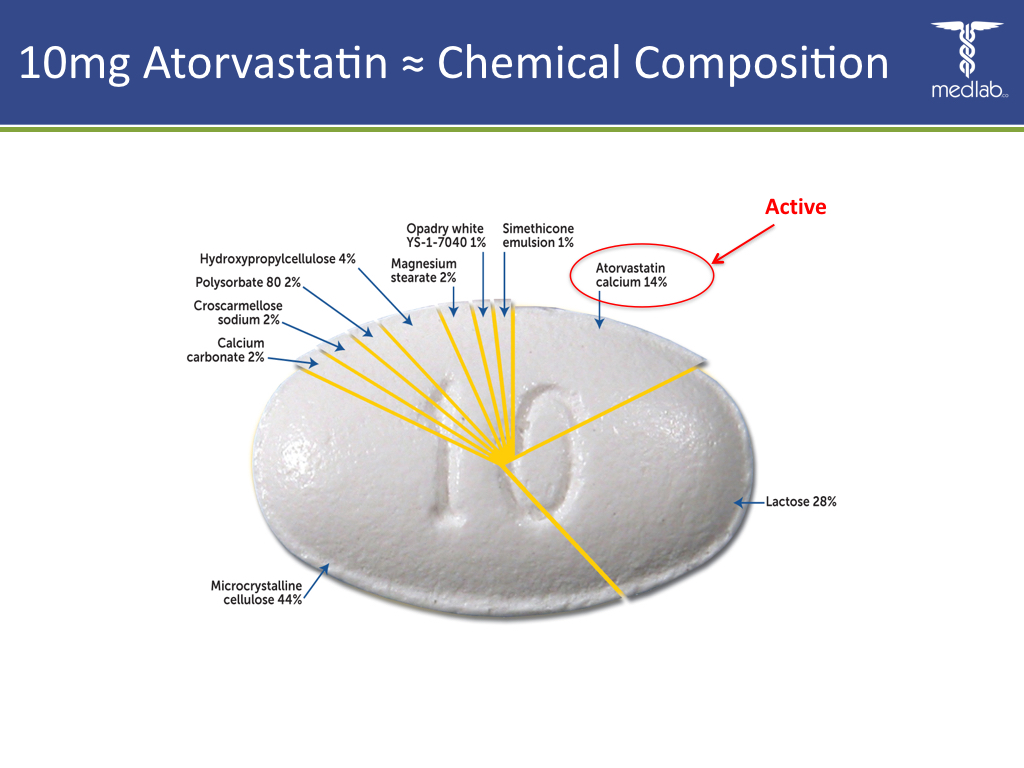 10mg Atorvastatin ≈ Chemical Composition
medlab
Active
Opadry white
YS-1-7040 1%
Simethicone
emulsion 1%
Hydroxypropylcellulose 4%
Magnesium
stearate 2%
Atorvastatin
calcium 14%
Polysorbate 80 2%
Croscarmellose
sodium 2%
Calcium
carbonate 2%
10
Lactose 28%
Microcrystalline
cellulose 44%